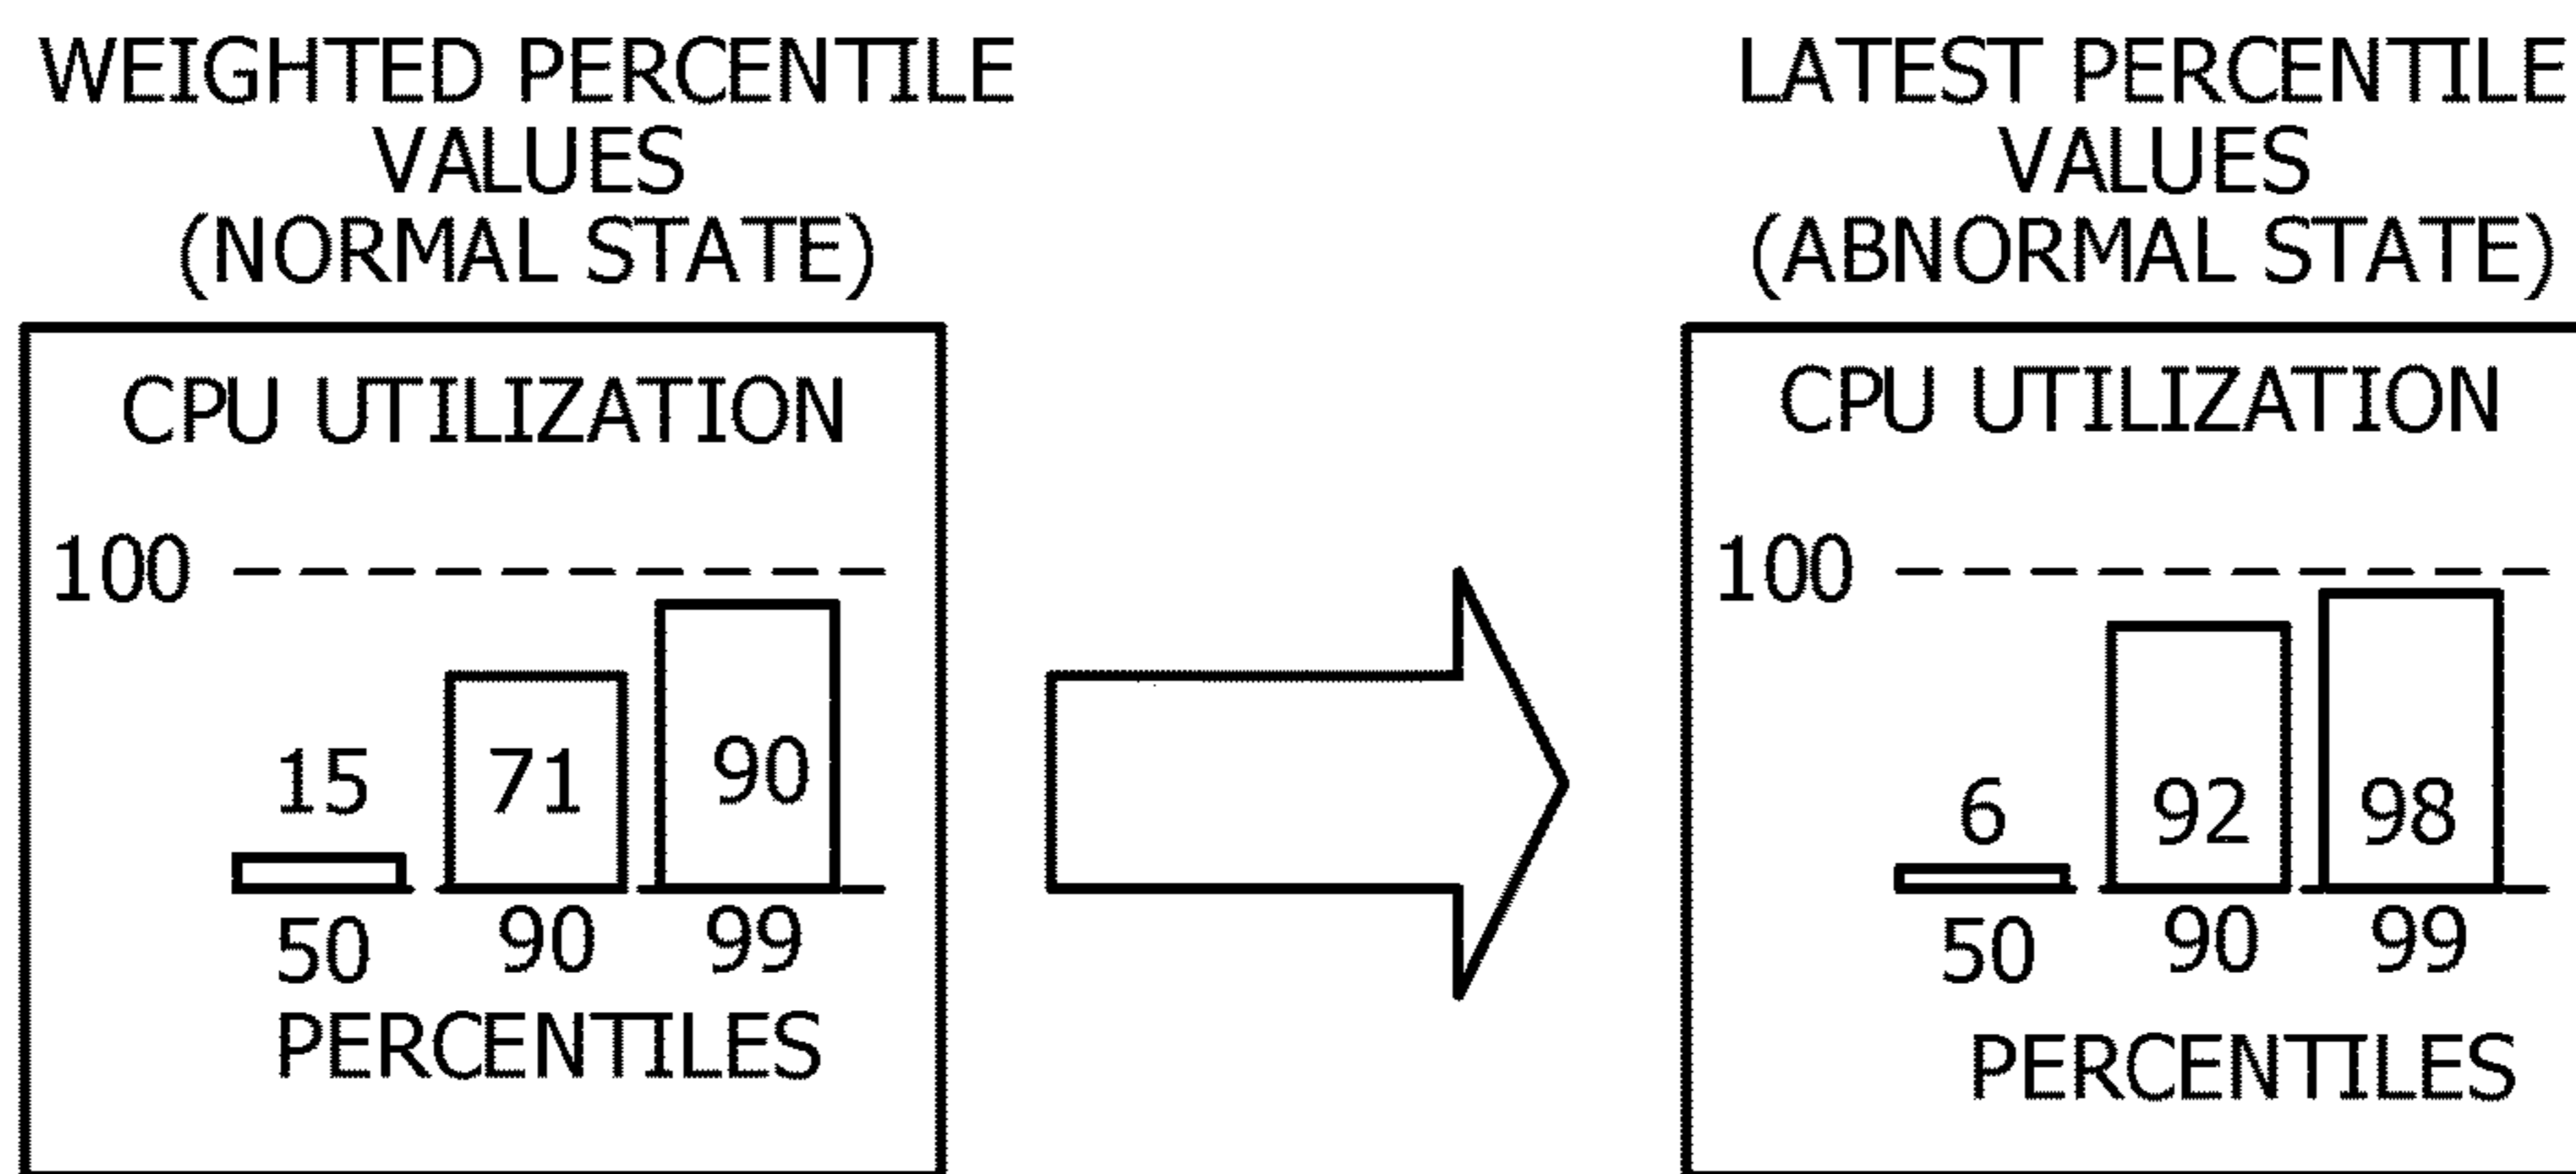 WEIGHTED PERCENTILE
VALUES
(NORMAL STATE)
CPU UTILIZATION
100
15
71
90
50
90
99
PERCENTILES
LATEST PERCENTILE
VALUES
(ABNORMAL STATE)
CPU UTILIZATION
100
6
92
98
50
90
99
PERCENTILES